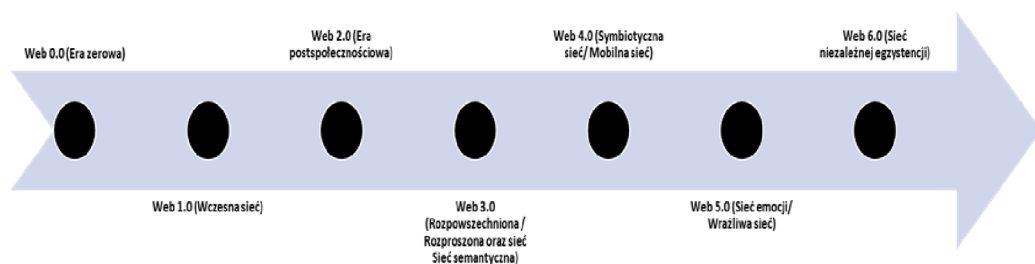 Web 0.0 (Era zerowa)
Web 1.0 (Wczesna sieć)
Web 2.0 (Era
postspołecznościowa)
Web 3.0
(Rozpowszechniona /
Rozproszona oraz sieć
Sieć semantyczna)
Web 4.0 (Symbiotyczna
sieć/ Mobilna sieć)
Web 5.0 (Sieć emocji/
Wrażliwa sieć)
Web 6.0 (Sieć
niezależnej egzystencji)